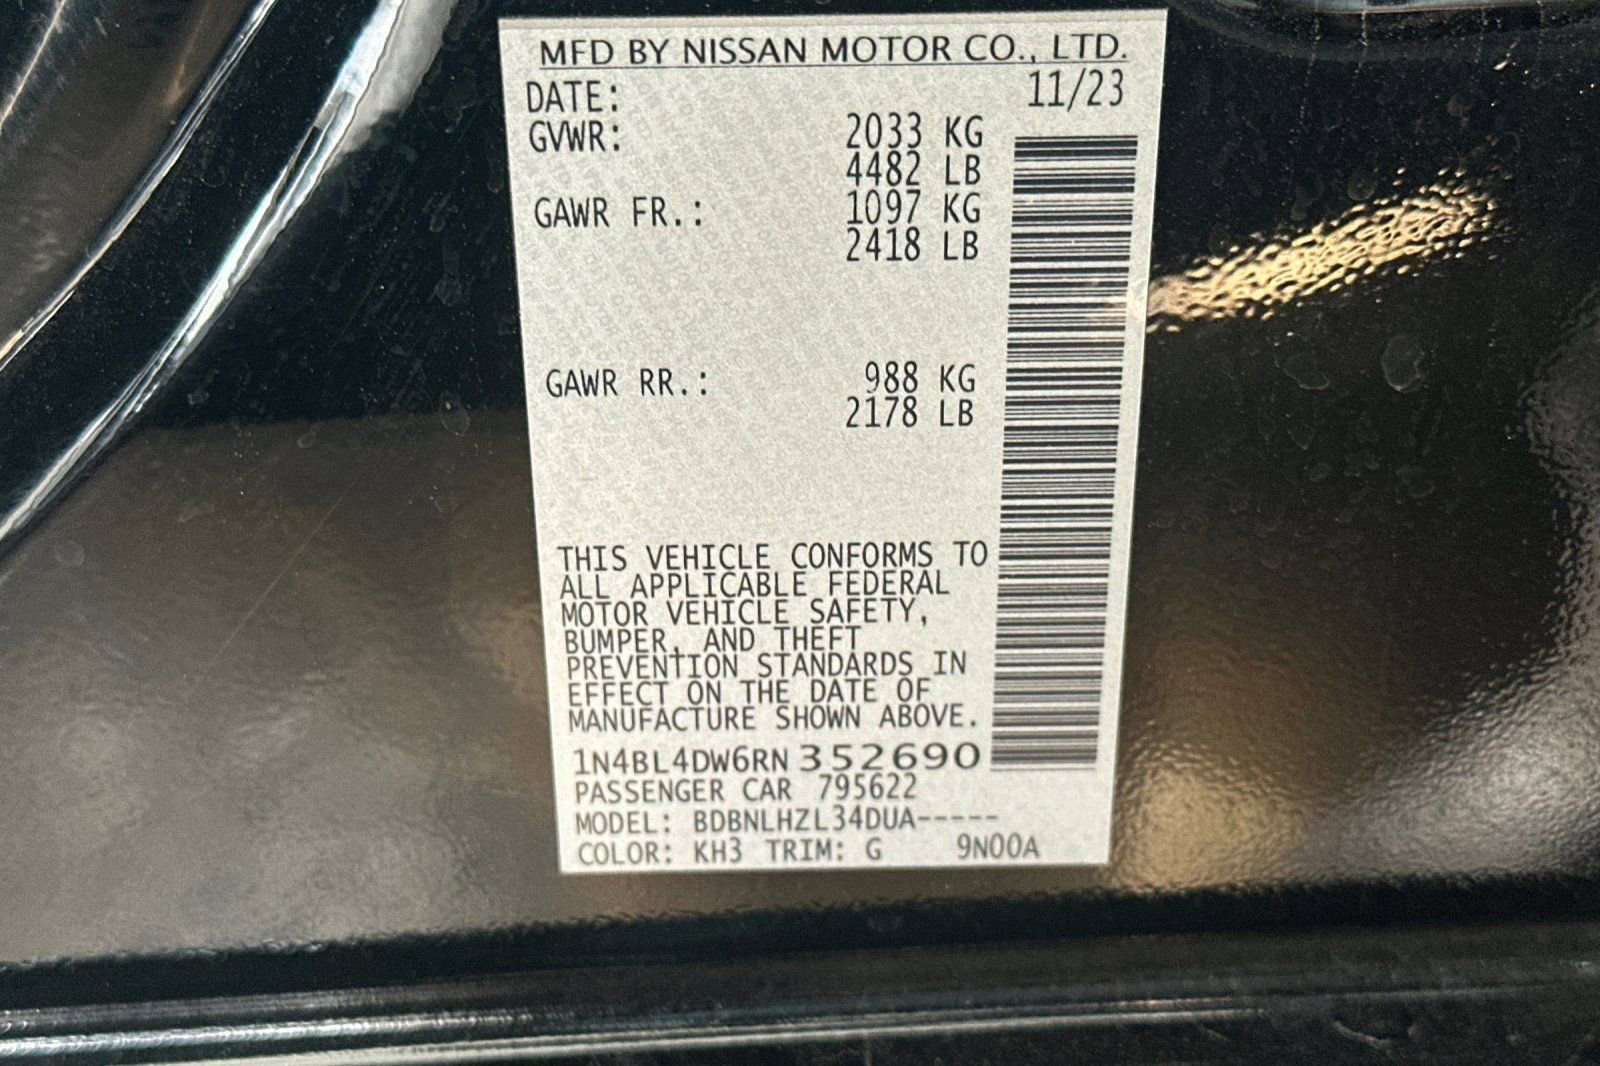 MFD BY NISSAN MOTOR CO., LTD.
DATE: 11/23
GVWR: 2033 KG
4482 LB
GAWR FR.: 1097 KG
2418 LB
GAWR RR.: 988 KG
2178 LB
THIS VEHICLE CONFORMS TO
ALL APPLICABLE FEDERAL
MOTOR VEHICLE SAFETY,
BUMPER, AND THEFT
PREVENTION STANDARDS IN
EFFECT ON THE DATE OF
MANUFACTURE SHOWN ABOVE.
1N4BL4DW6RN352690
PASSENGER CAR 795622
MODEL: BDBNLHZL34DUA-----
COLOR: KH3 TRIM: G 9N00A